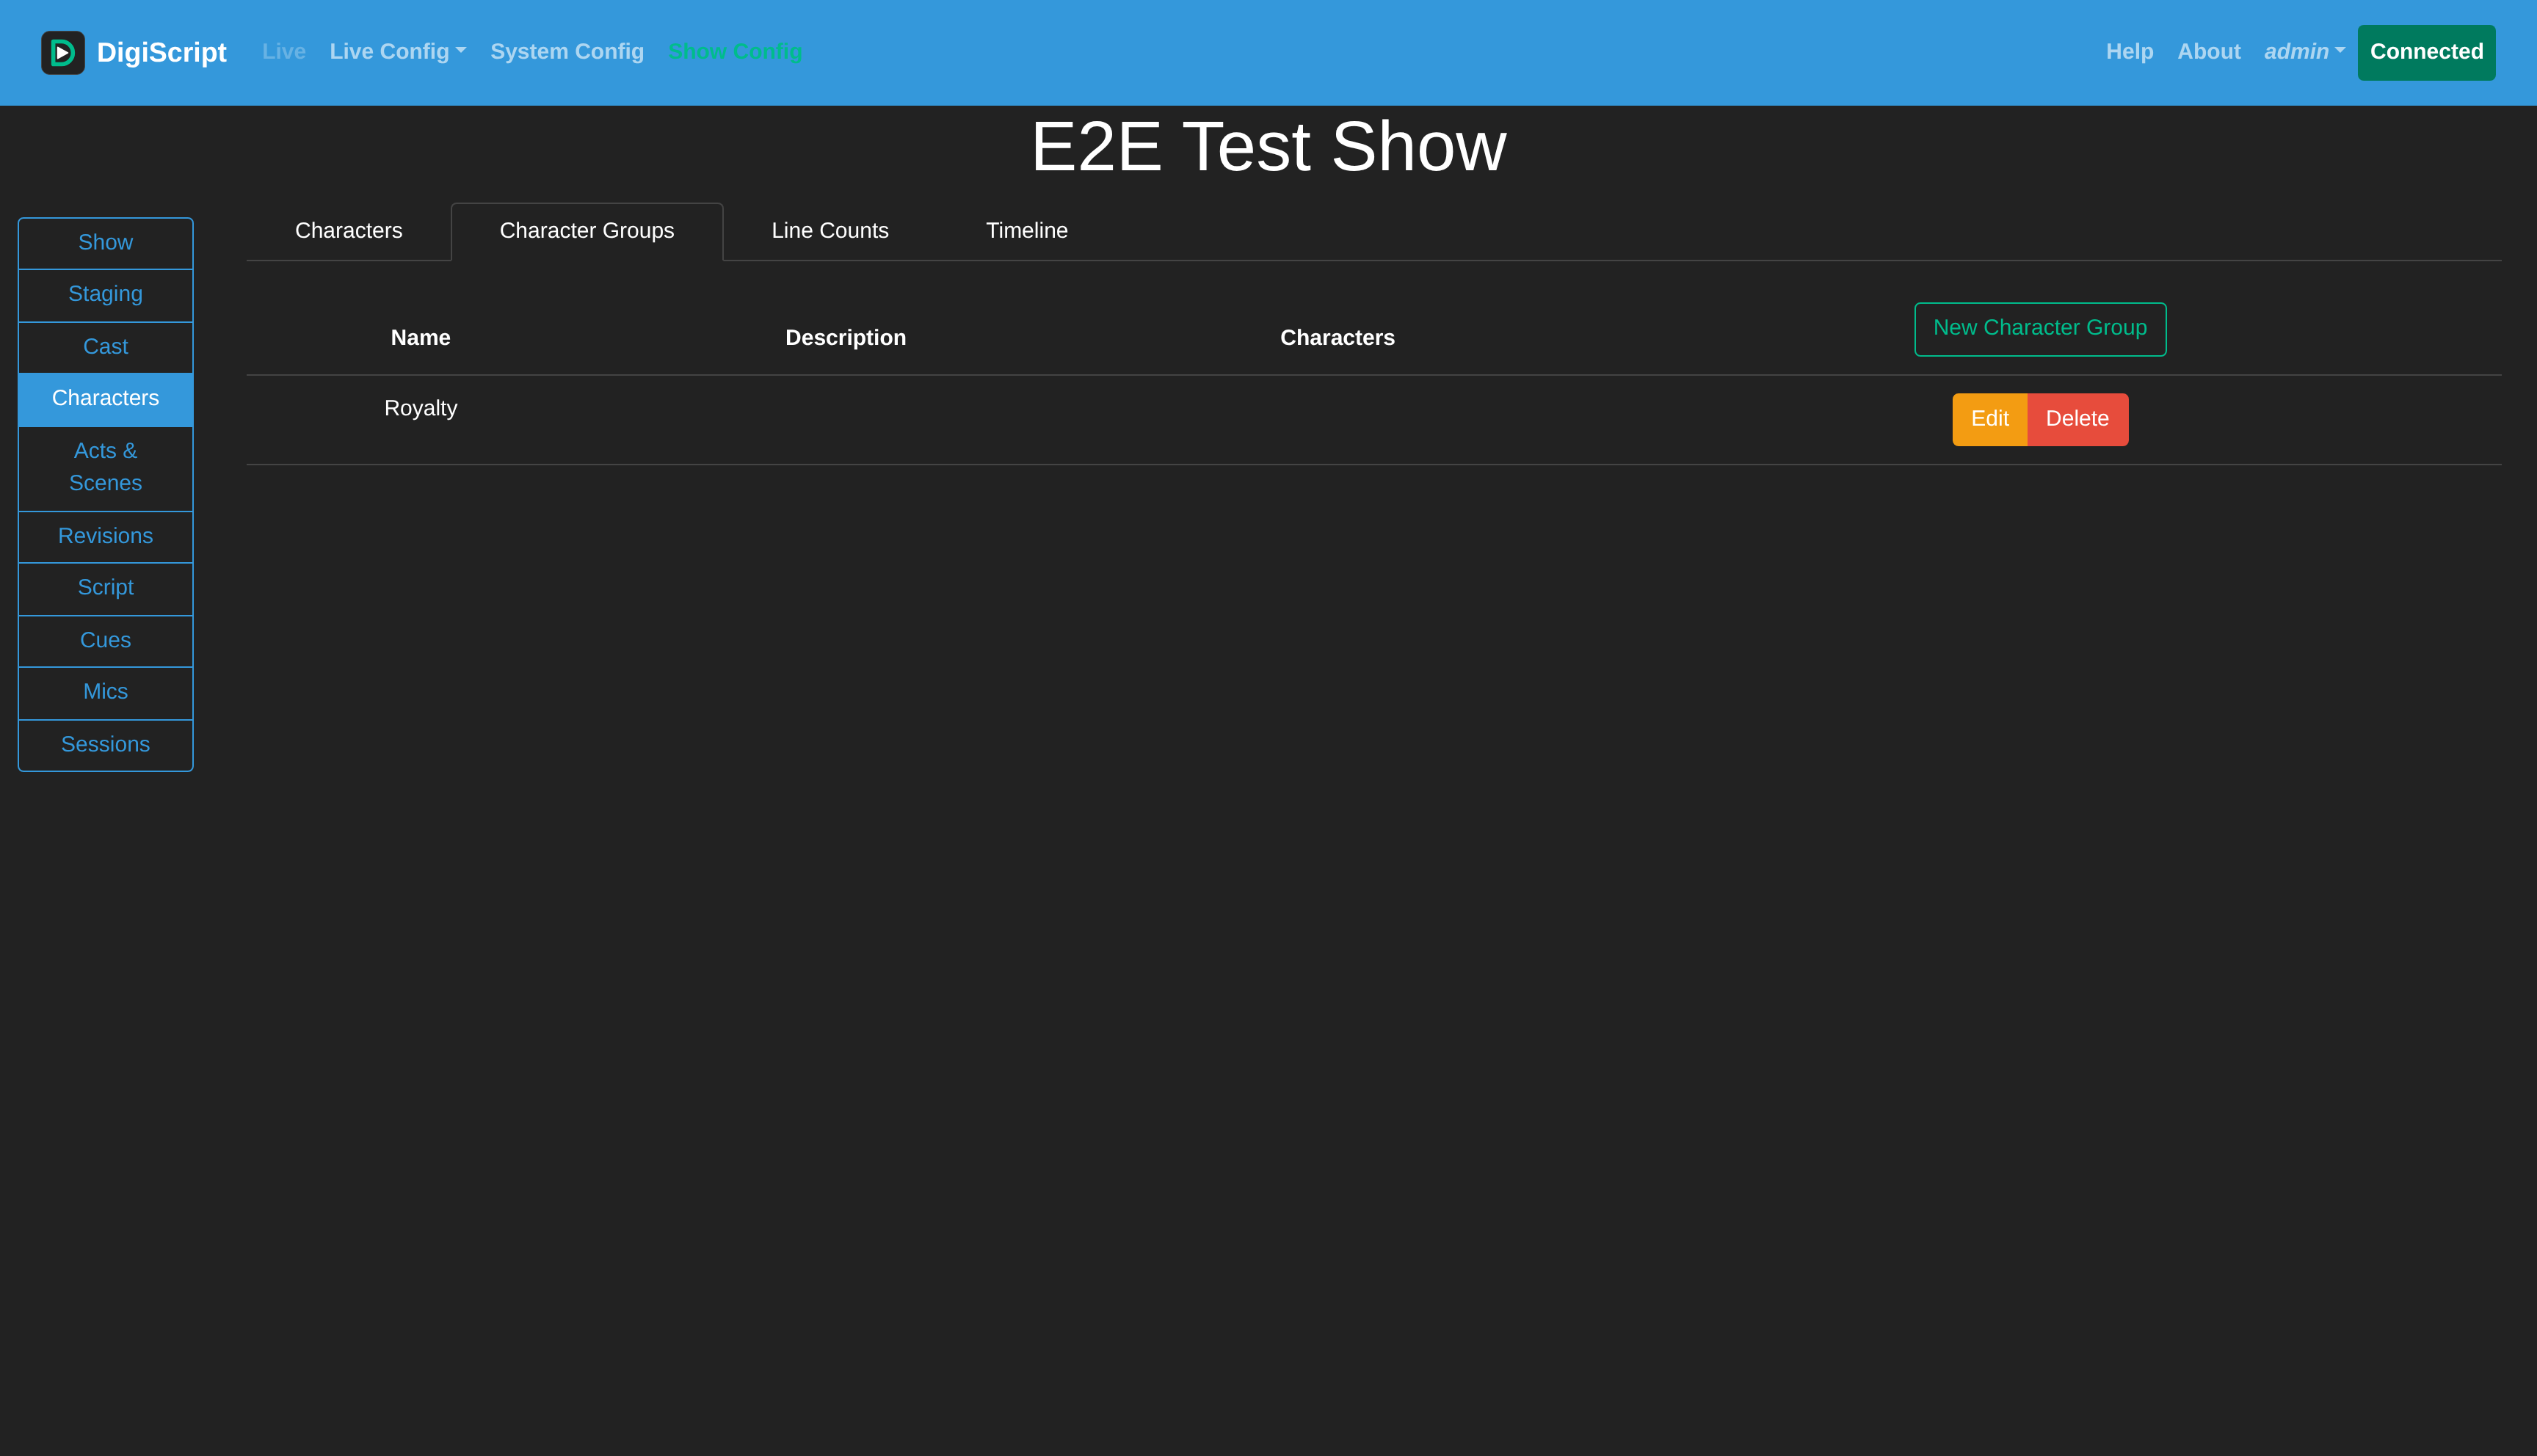 DigiScript Live Live Config System Config Show Config Help About admin Connected
E2E Test Show
Show
Staging
Cast
Characters
Acts &
Scenes
Revisions
Script
Cues
Mics
Sessions
Characters Character Groups Line Counts Timeline
Name Description Characters New Character Group
Royalty Edit Delete